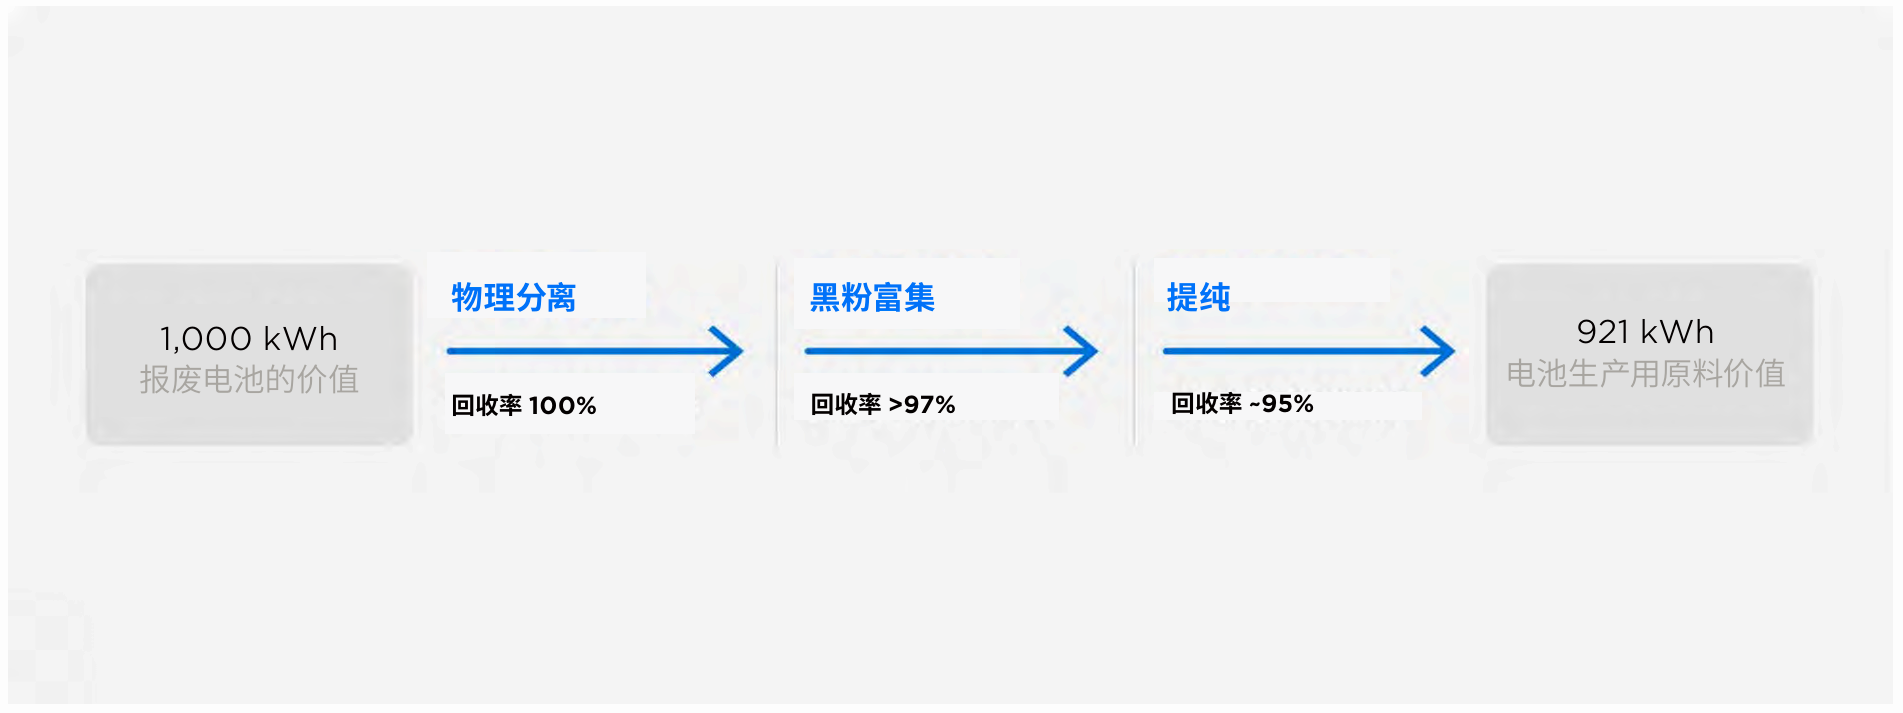 1,000 kWh
报废电池的价值
物理分离
回收率 100%
黑粉富集
回收率 >97%
提纯
回收率 ~95%
921 kWh
电池生产用原料价值